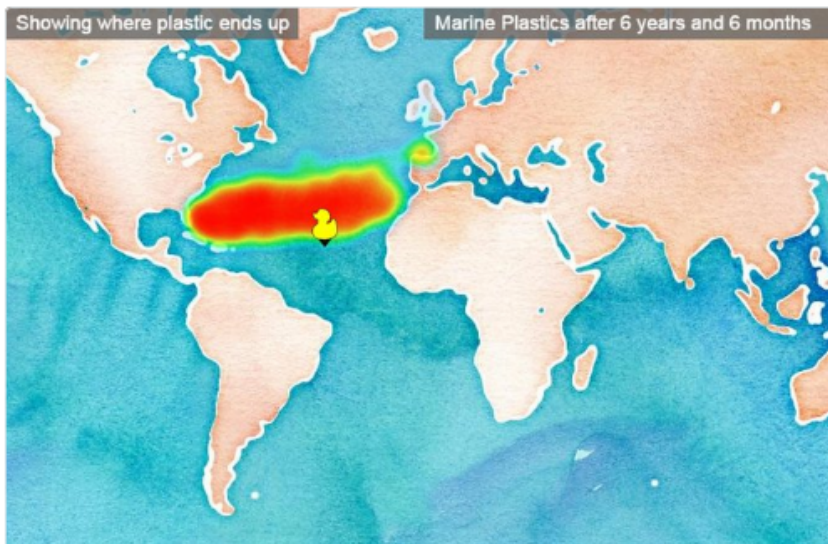 Showing where plastic ends up
Marine Plastics after 6 years and 6 months